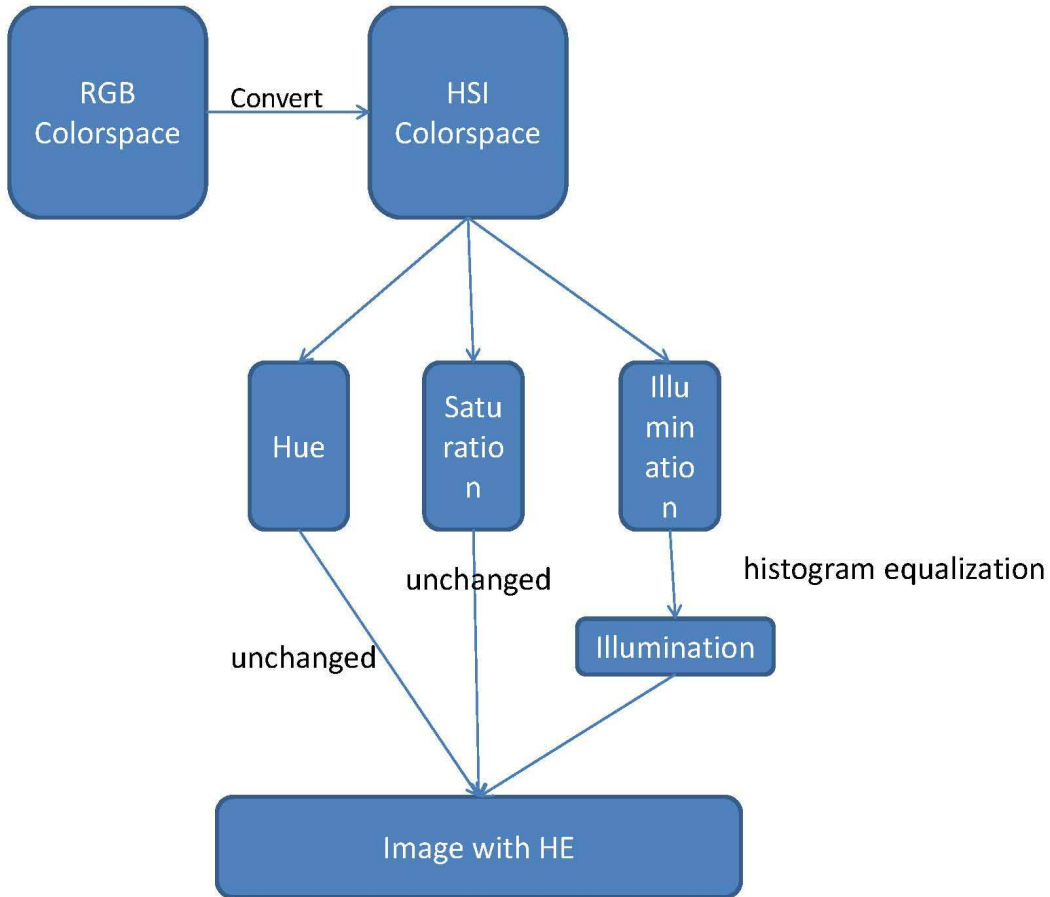 RGB
Colorspace
Convert
HSI
Colorspace
Hue
Satu
ratio
n
Illu
min
atio
n
unchanged
histogram equalization
unchanged
Illumination
Image with HE